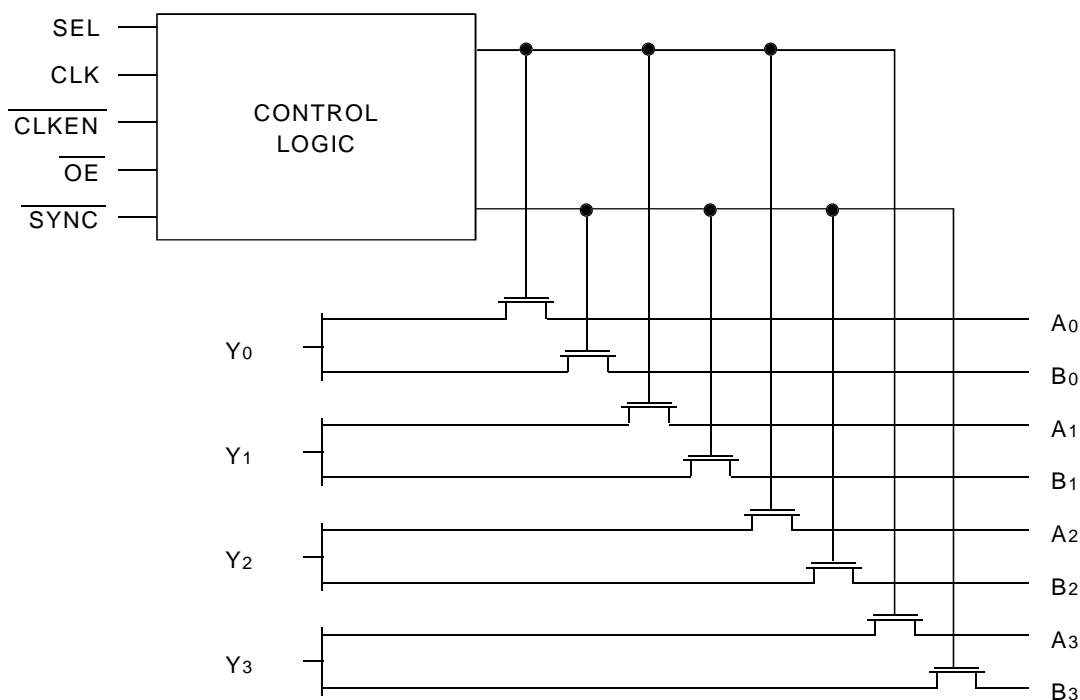 SEL
CLK
CLKEN
OE
SYNC
CONTROL
LOGIC
Y0
A0
B0
Y1
A1
B1
Y2
A2
B2
Y3
A3
B3